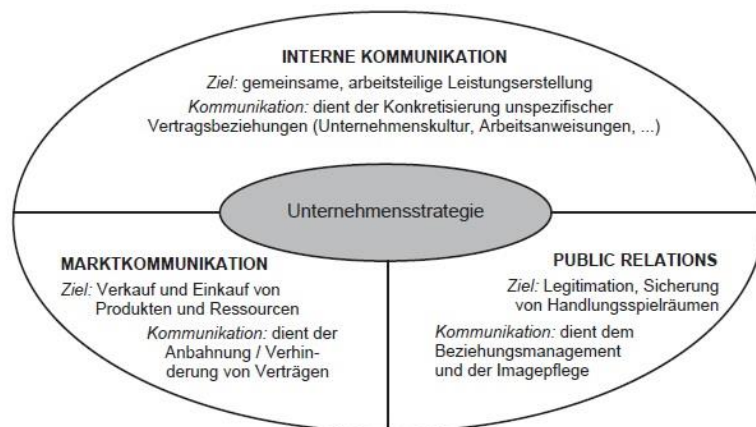 INTERNE KOMMUNIKATION
Ziel: gemeinsame, arbeitsteilige Leistungserstellung
Kommunikation: dient der Konkretisierung unspezifischer
Vertragsbeziehungen (Unternehmenskultur, Arbeitsanweisungen, ...)
Unternehmensstrategie
MARKTKOMMUNIKATION
Ziel: Verkauf und Einkauf von
Produkten und Ressourcen
Kommunikation: dient der
Anbahnung / Verhin-
derung von Verträgen
PUBLIC RELATIONS
Ziel: Legitimation, Sicherung
von Handlungsspielräumen
Kommunikation: dient dem
Beziehungsmanagement
und der Imagepflege